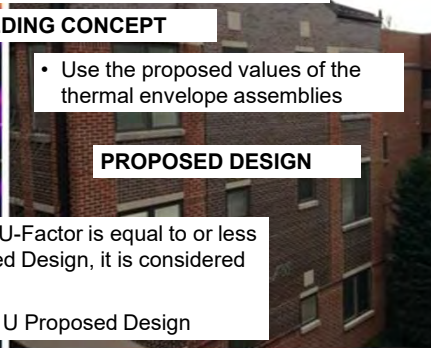 DING CONCEPT
• Use the proposed values of the
thermal envelope assemblies
PROPOSED DESIGN
U-Factor is equal to or less
ed Design, it is considered
U Proposed Design